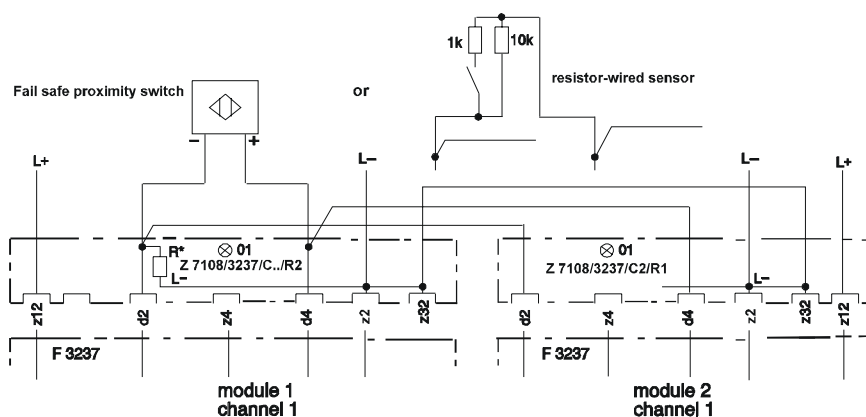 1k
10k
Fail safe proximity switch
or
resistor-wired sensor
–
+
L+
L–
L–
L+
R*
01
Z 7108/3237/C../R2
L–
01
Z 7108/3237/C2/R1
L–
z12
d2
z4
d4
z2
z32
d2
z4
d4
z2
z32
z12
F 3237
F 3237
module 1
channel 1
module 2
channel 1